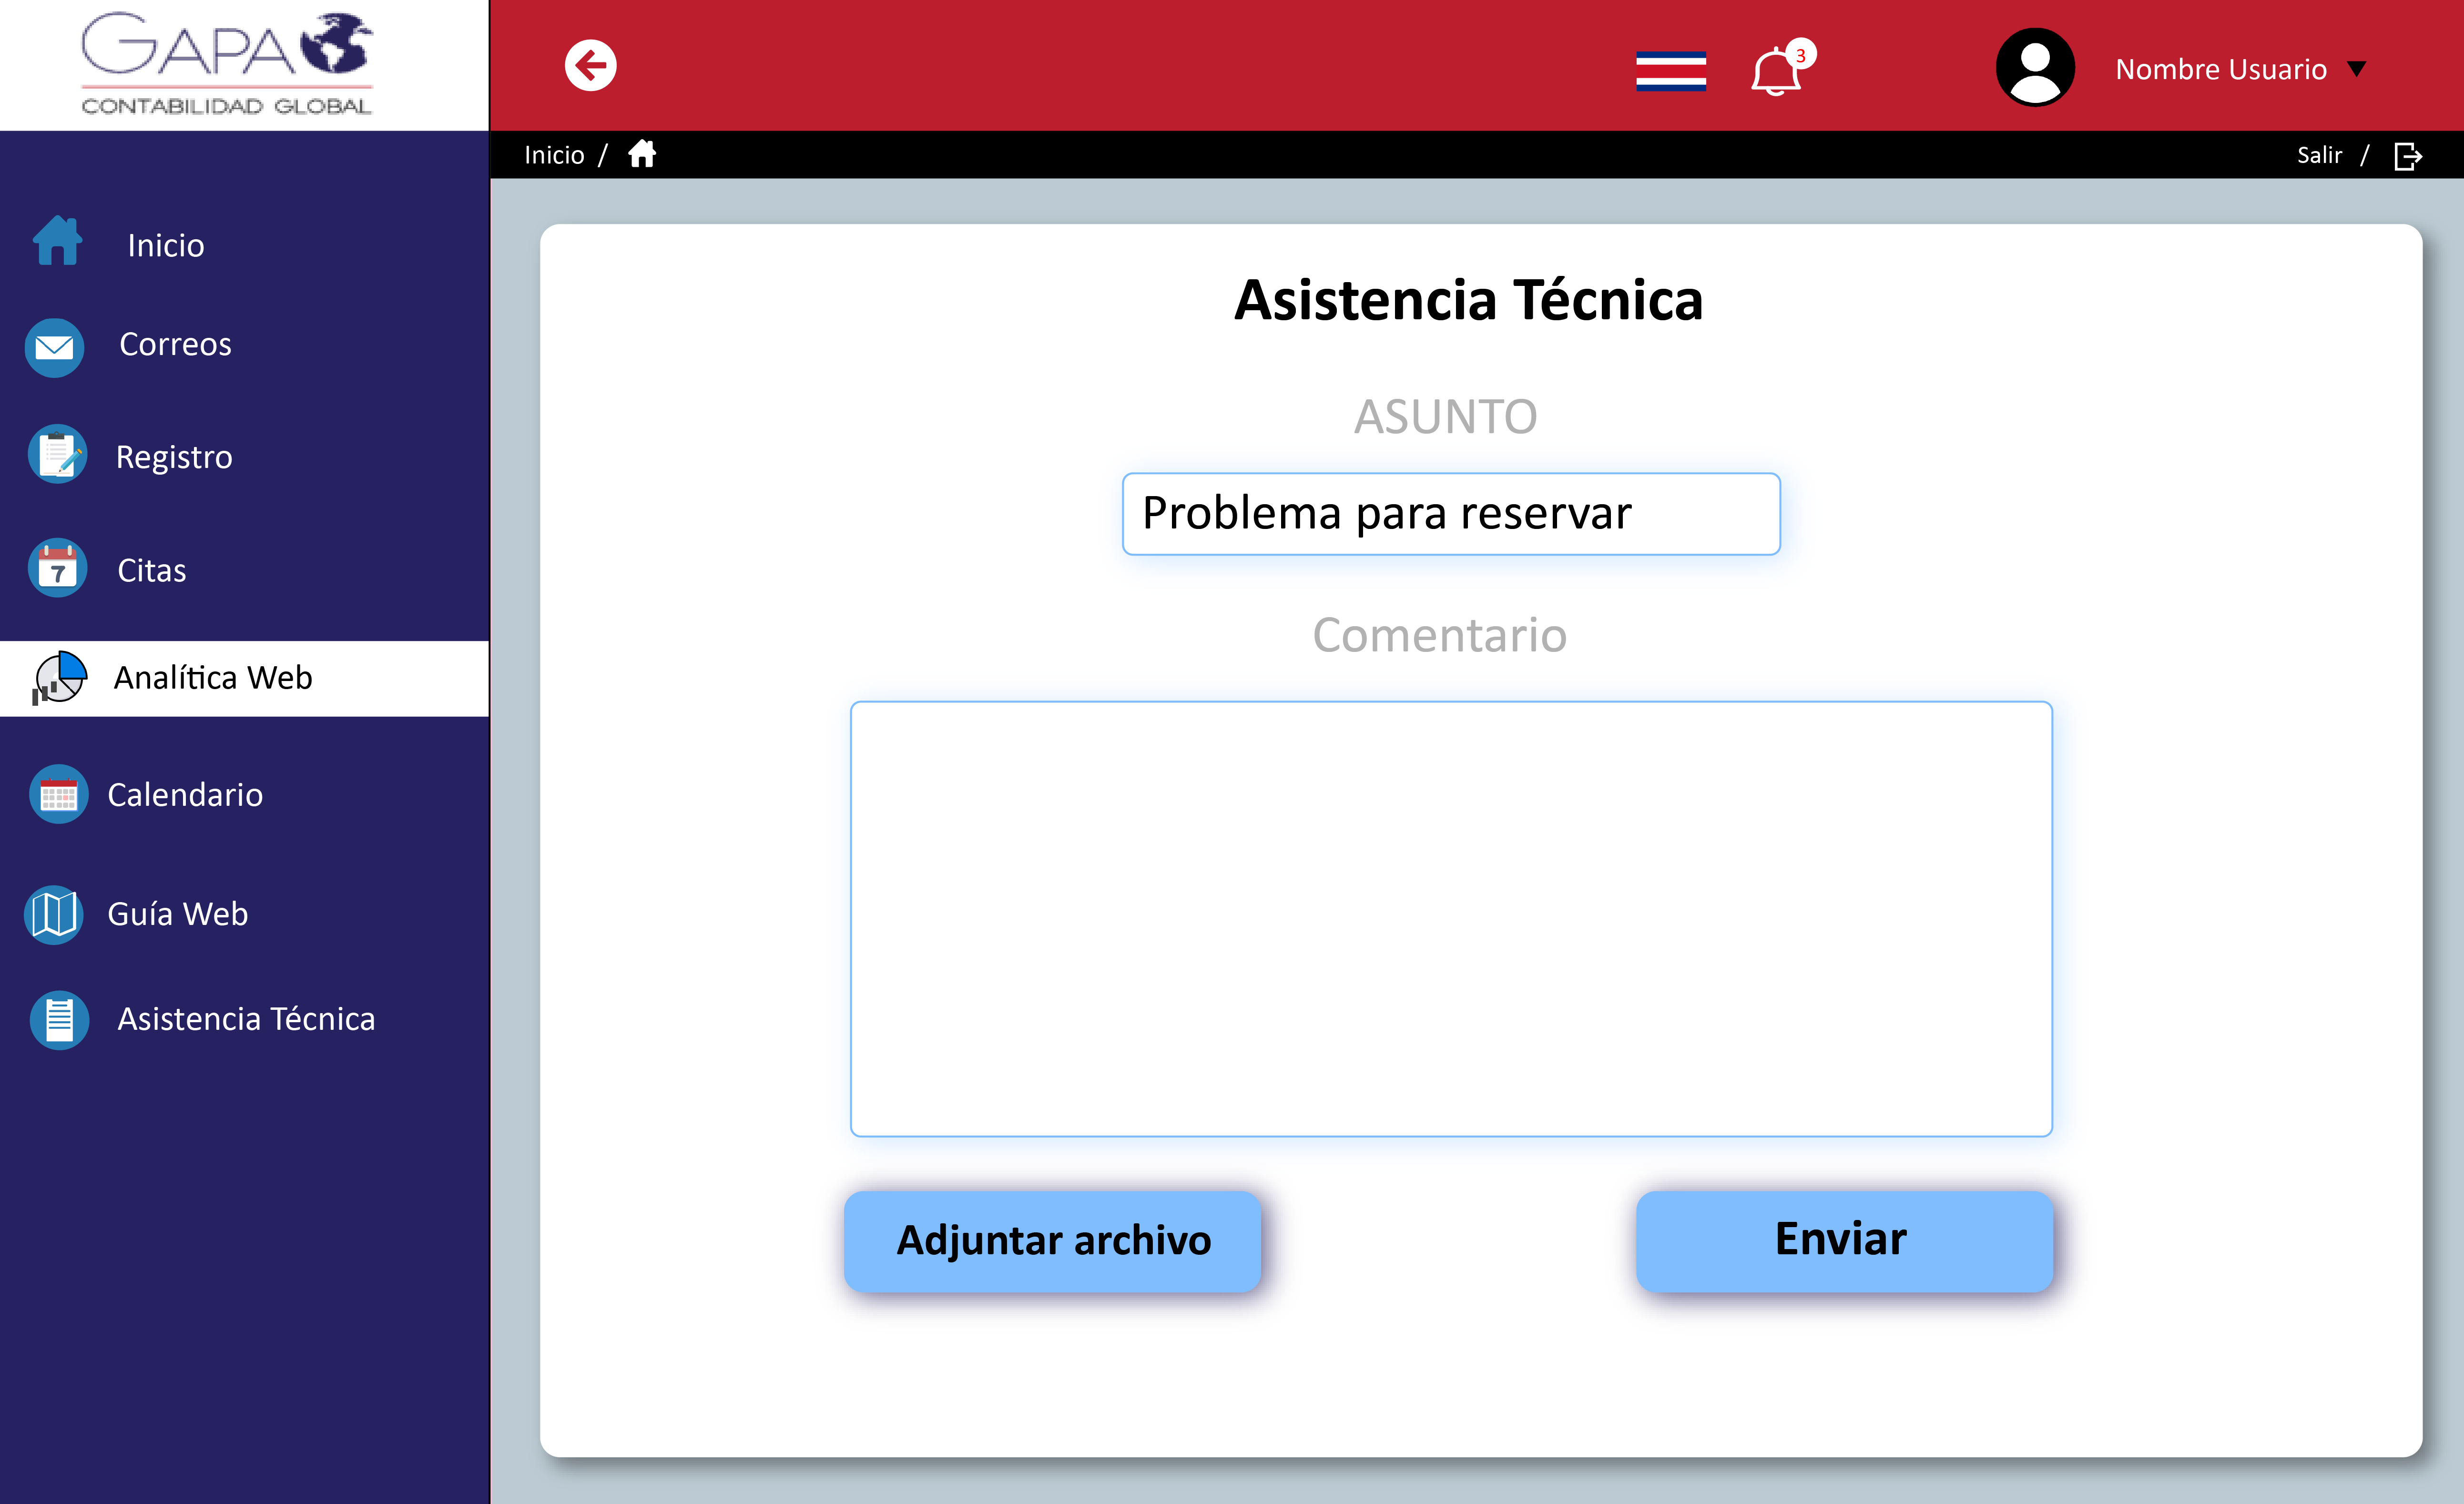 GAPA
CONTABILIDAD GLOBAL
3
Nombre Usuario
Inicio /
Salir /
Inicio
Correos
Registro
7
Citas
Analítica Web
Calendario
Guía Web
Asistencia Técnica
Asistencia Técnica
ASUNTO
Problema para reservar
Comentario
Adjuntar archivo
Enviar